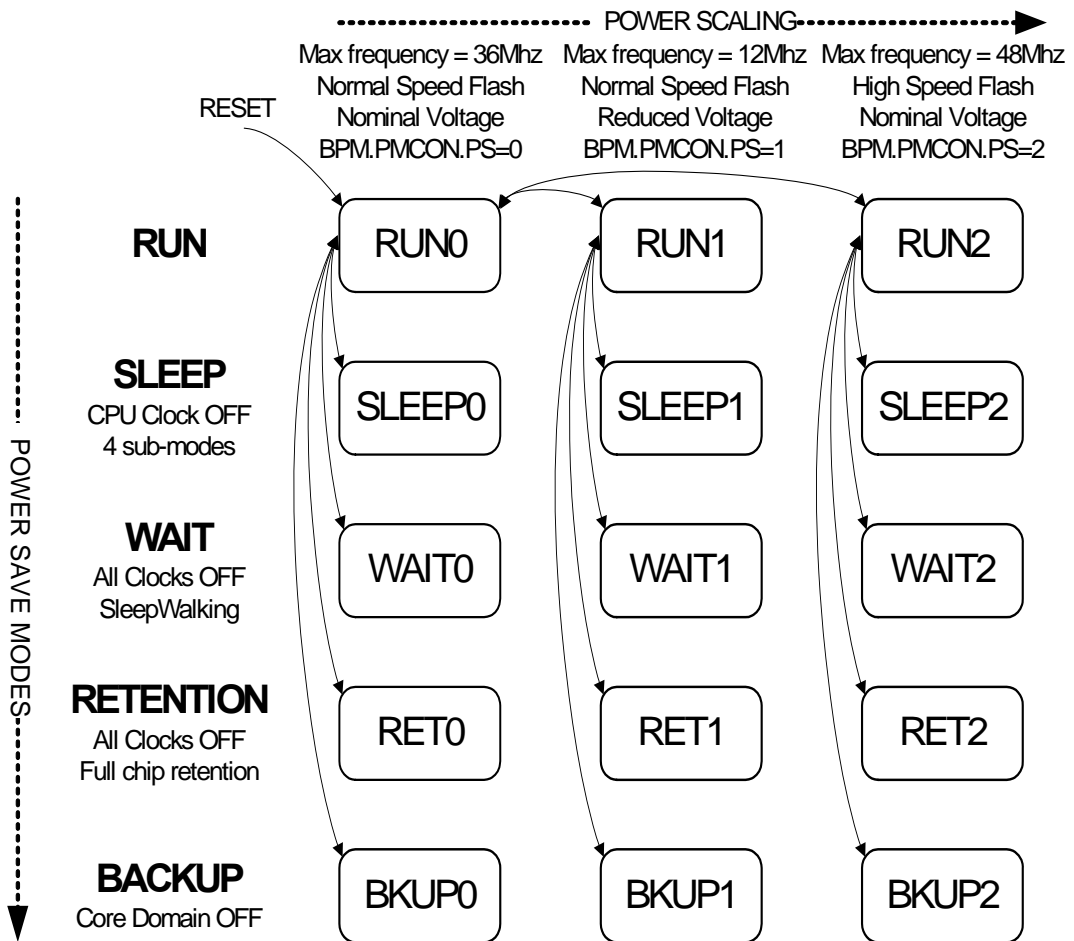 POWER SCALING
Max frequency = 36Mhz
Normal Speed Flash
Nominal Voltage
BPM.PMCON.PS=0
Max frequency = 12Mhz
Normal Speed Flash
Reduced Voltage
BPM.PMCON.PS=1
Max frequency = 48Mhz
High Speed Flash
Nominal Voltage
BPM.PMCON.PS=2
RESET
POWER SAVE MODES
RUN
RUN0
RUN1
RUN2
SLEEP
CPU Clock OFF
4 sub-modes
SLEEP0
SLEEP1
SLEEP2
WAIT
All Clocks OFF
SleepWalking
WAIT0
WAIT1
WAIT2
RETENTION
All Clocks OFF
Full chip retention
RET0
RET1
RET2
BACKUP
Core Domain OFF
BKUP0
BKUP1
BKUP2